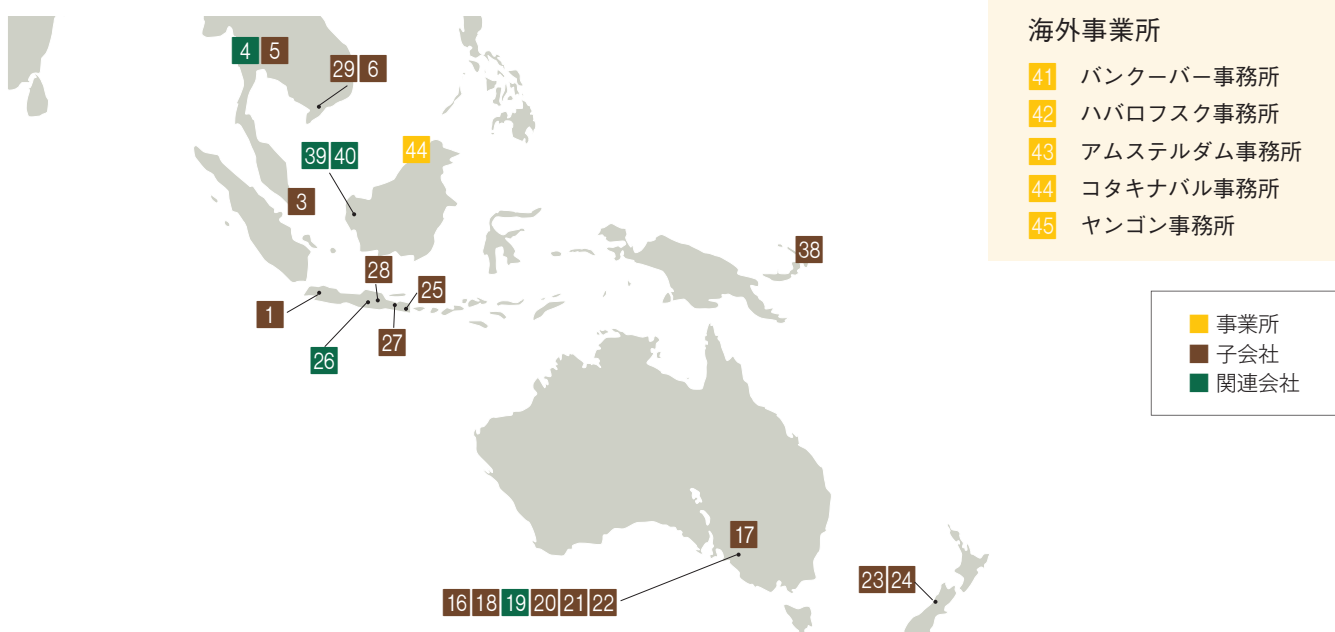 4 5
29 6
39 40
44
3
38
28
25
1
27
26
17
16 18 19 20 21 22
23 24
海外事業所
41 バンクーバー事務所
42 ハバロフスク事務所
43 アムステルダム事務所
44 コタキナバル事務所
45 ヤンゴン事務所
事業所
子会社
関連会社